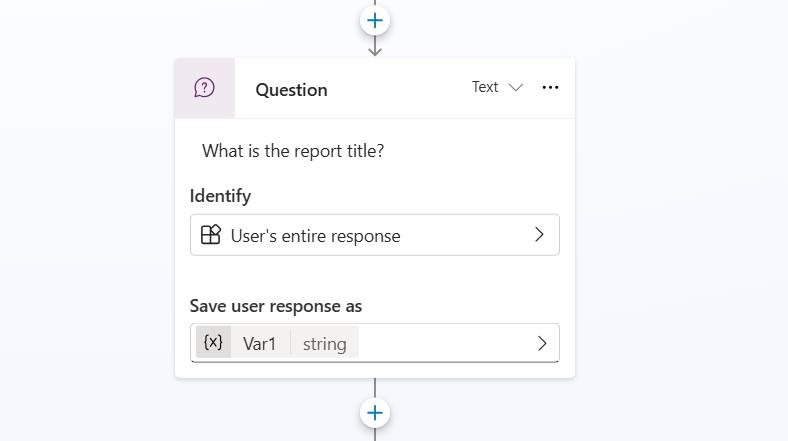 Question
Text
What is the report title?
Identify
User's entire response
Save user response as
{x} Var1 string